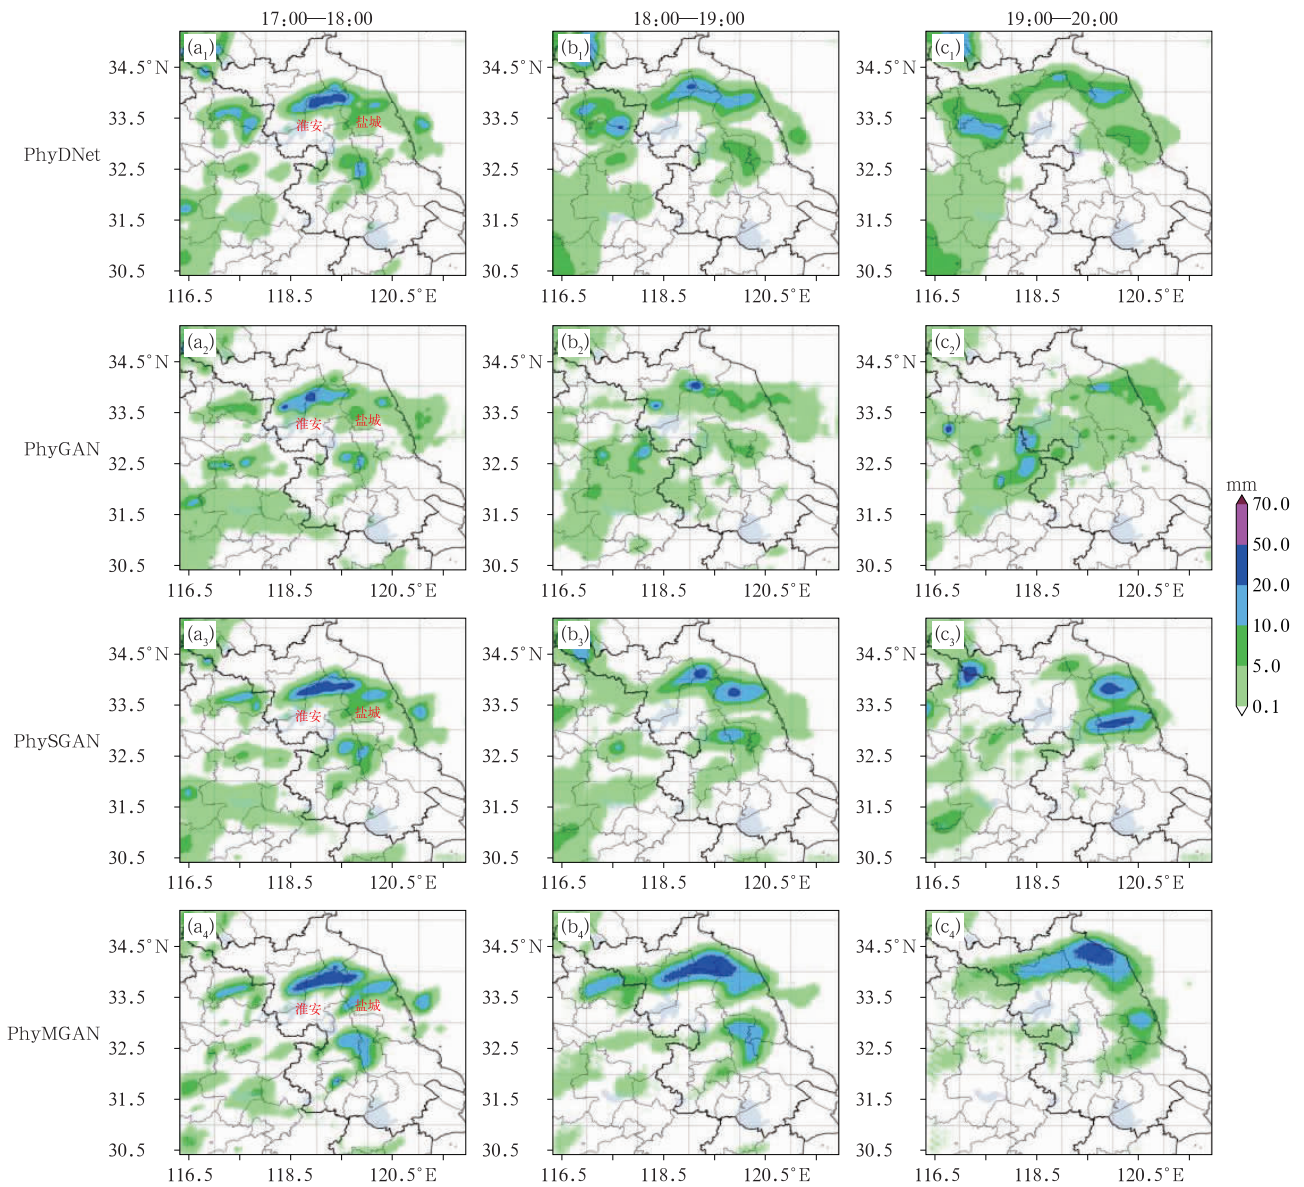 17:00—18:00 18:00—19:00 19:00—20:00
(a₁) (b₁) (c₁)
34.5°N 34.5°N 34.5°N
33.5 33.5 33.5
淮安 盐城
PhyDNet
32.5 32.5 32.5
31.5 31.5 31.5
30.5 30.5 30.5
116.5 118.5 120.5°E 116.5 118.5 120.5°E 116.5 118.5 120.5°E
(a₂) (b₂) (c₂)
34.5°N 34.5°N 34.5°N
33.5 33.5 33.5
淮安 盐城
PhyGAN
32.5 32.5 32.5
31.5 31.5 31.5
30.5 30.5 30.5
116.5 118.5 120.5°E 116.5 118.5 120.5°E 116.5 118.5 120.5°E
mm
70.0
50.0
20.0
10.0
5.0
0.1
(a₃) (b₃) (c₃)
34.5°N 34.5°N 34.5°N
33.5 33.5 33.5
淮安 盐城
PhySGAN
32.5 32.5 32.5
31.5 31.5 31.5
30.5 30.5 30.5
116.5 118.5 120.5°E 116.5 118.5 120.5°E 116.5 118.5 120.5°E
(a₄) (b₄) (c₄)
34.5°N 34.5°N 34.5°N
33.5 33.5 33.5
淮安 盐城
PhyMGAN
32.5 32.5 32.5
31.5 31.5 31.5
30.5 30.5 30.5
116.5 118.5 120.5°E 116.5 118.5 120.5°E 116.5 118.5 120.5°E